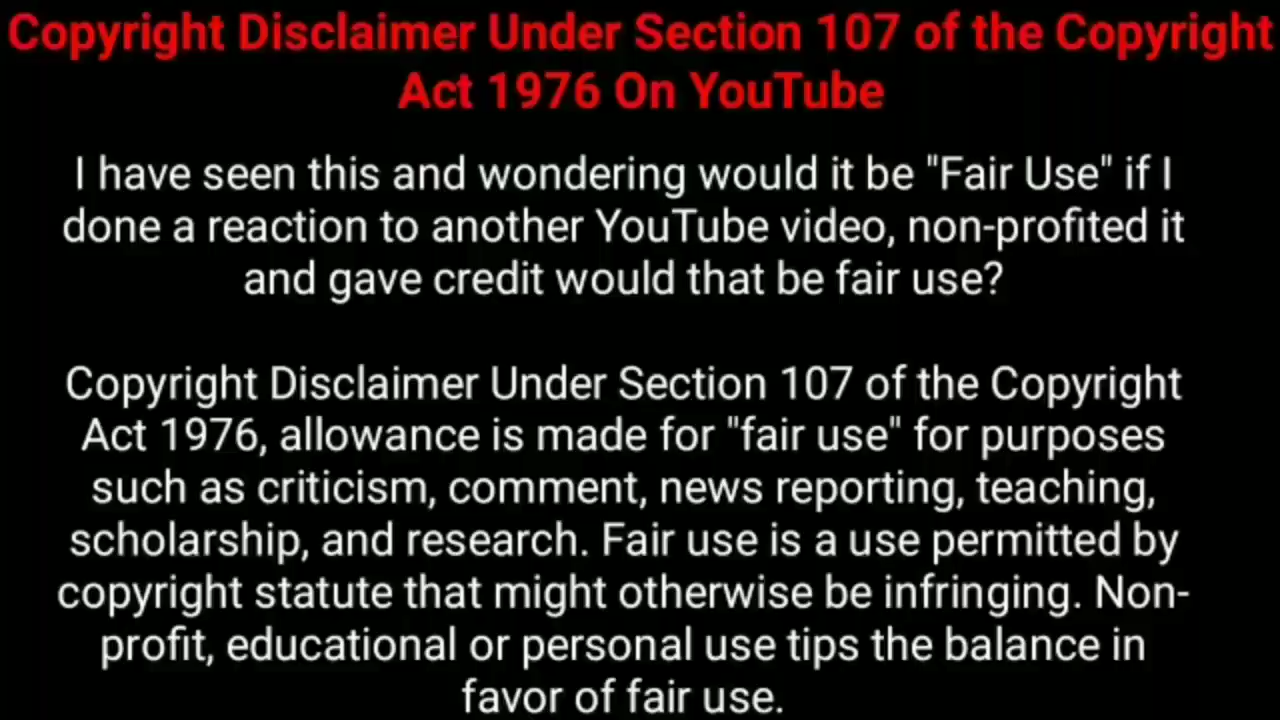 Copyright Disclaimer Under Section 107 of the Copyright
Act 1976 On YouTube
I have seen this and wondering would it be "Fair Use" if I
done a reaction to another YouTube video, non-profited it
and gave credit would that be fair use?
Copyright Disclaimer Under Section 107 of the Copyright
Act 1976, allowance is made for "fair use" for purposes
such as criticism, comment, news reporting, teaching,
scholarship, and research. Fair use is a use permitted by
copyright statute that might otherwise be infringing. Non-
profit, educational or personal use tips the balance in
favor of fair use.